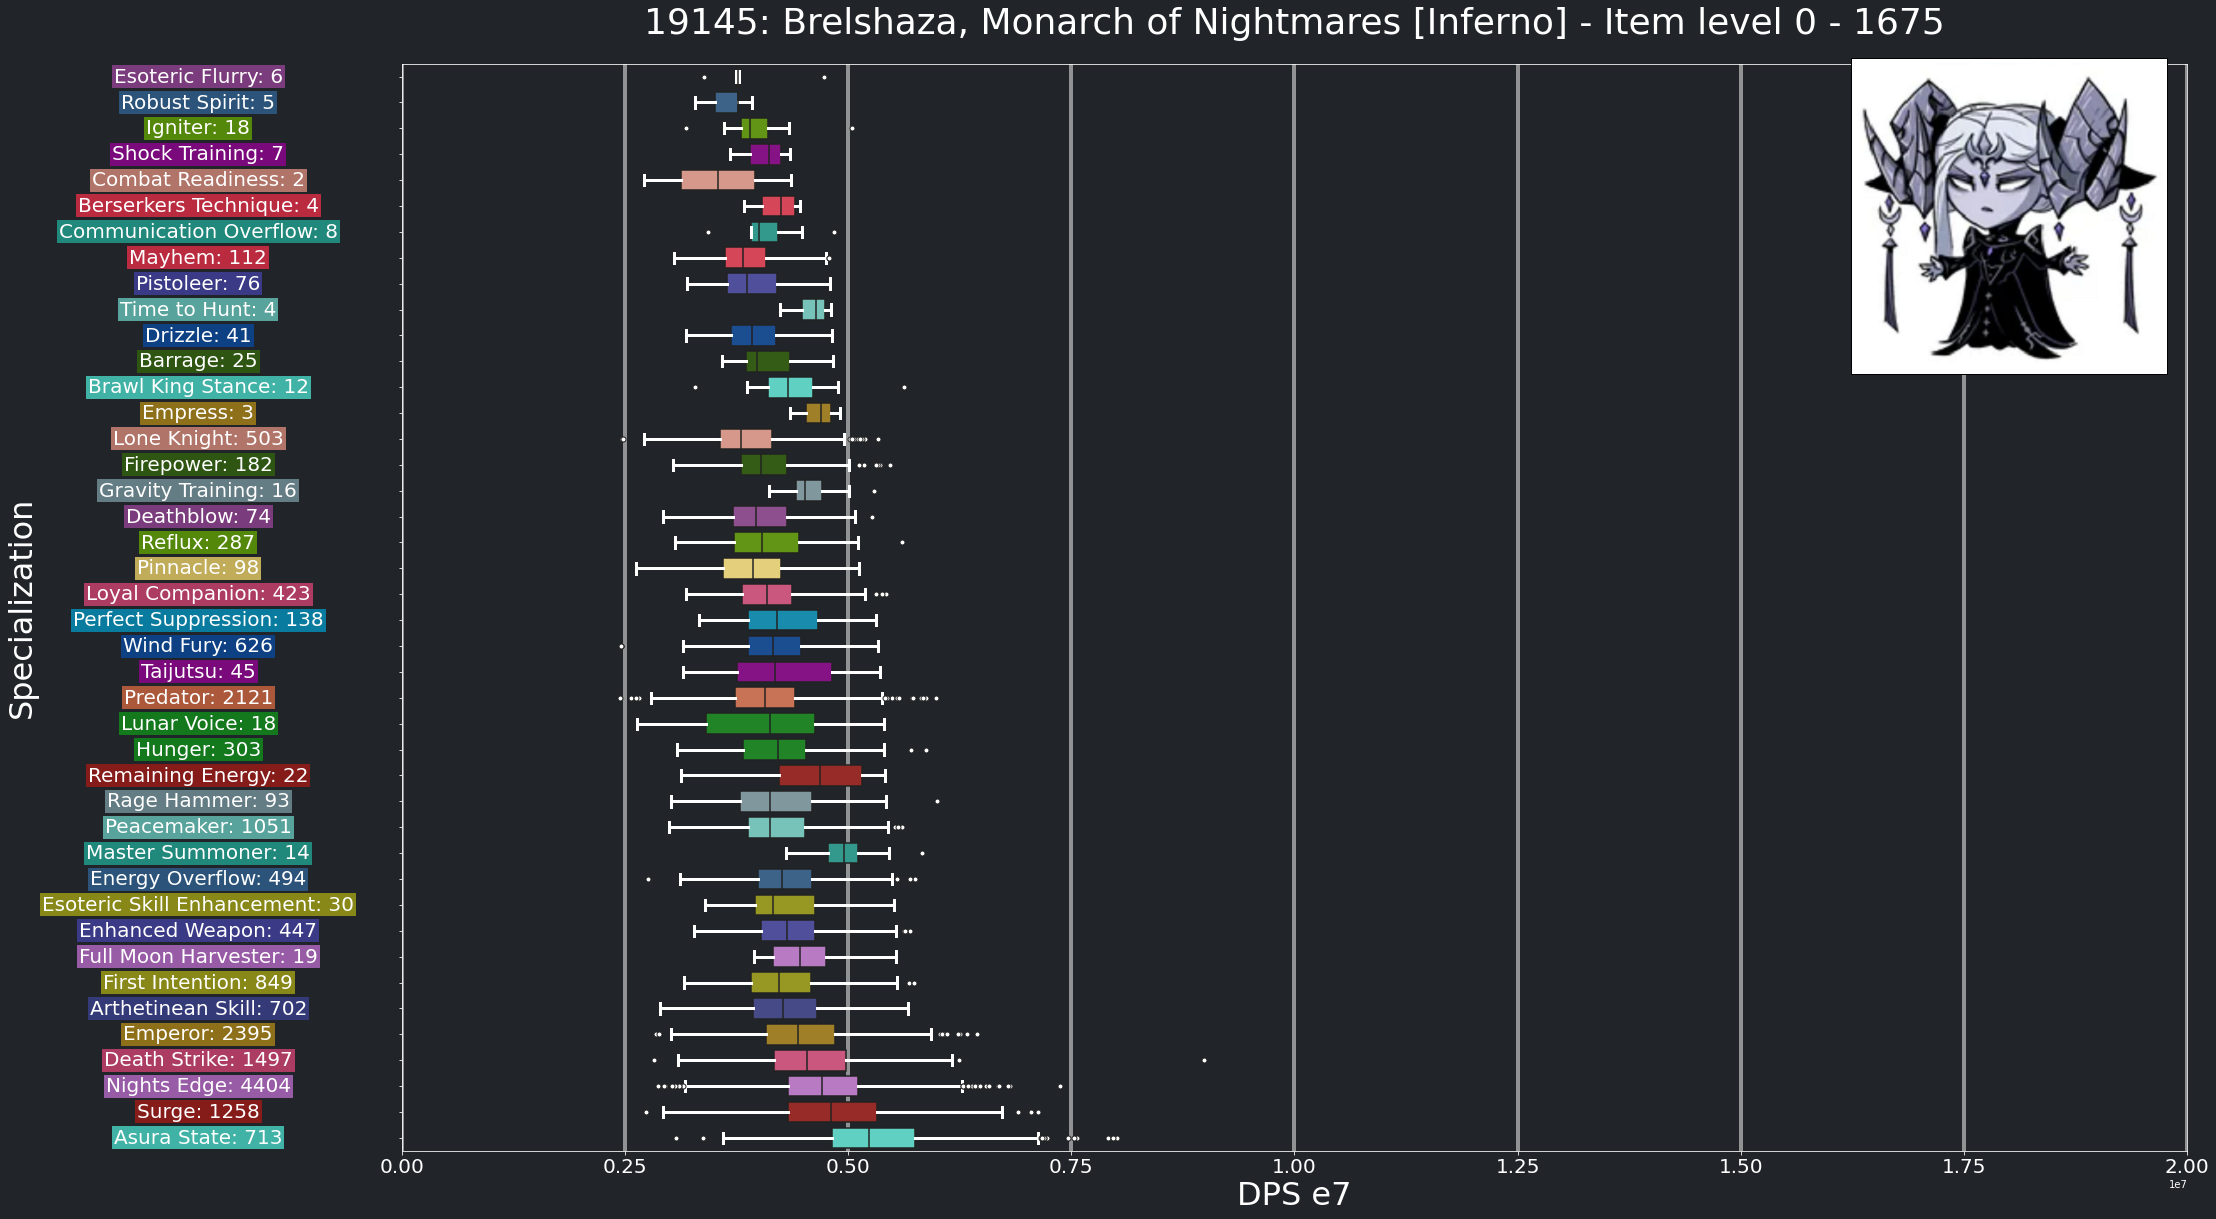 19145: Brelshaza, Monarch of Nightmares [Inferno] - Item level 0 - 1675
Specialization
Esoteric Flurry: 6
Robust Spirit: 5
Igniter: 18
Shock Training: 7
Combat Readiness: 2
Berserkers Technique: 4
Communication Overflow: 8
Mayhem: 112
Pistoleer: 76
Time to Hunt: 4
Drizzle: 41
Barrage: 25
Brawl King Stance: 12
Empress: 3
Lone Knight: 503
Firepower: 182
Gravity Training: 16
Deathblow: 74
Reflux: 287
Pinnacle: 98
Loyal Companion: 423
Perfect Suppression: 138
Wind Fury: 626
Taijutsu: 45
Predator: 2121
Lunar Voice: 18
Hunger: 303
Remaining Energy: 22
Rage Hammer: 93
Peacemaker: 1051
Master Summoner: 14
Energy Overflow: 494
Esoteric Skill Enhancement: 30
Enhanced Weapon: 447
Full Moon Harvester: 19
First Intention: 849
Arthetinean Skill: 702
Emperor: 2395
Death Strike: 1497
Nights Edge: 4404
Surge: 1258
Asura State: 713
0.00 0.25 0.50 0.75 1.00 1.25 1.50 1.75 2.00
1e7
DPS e7